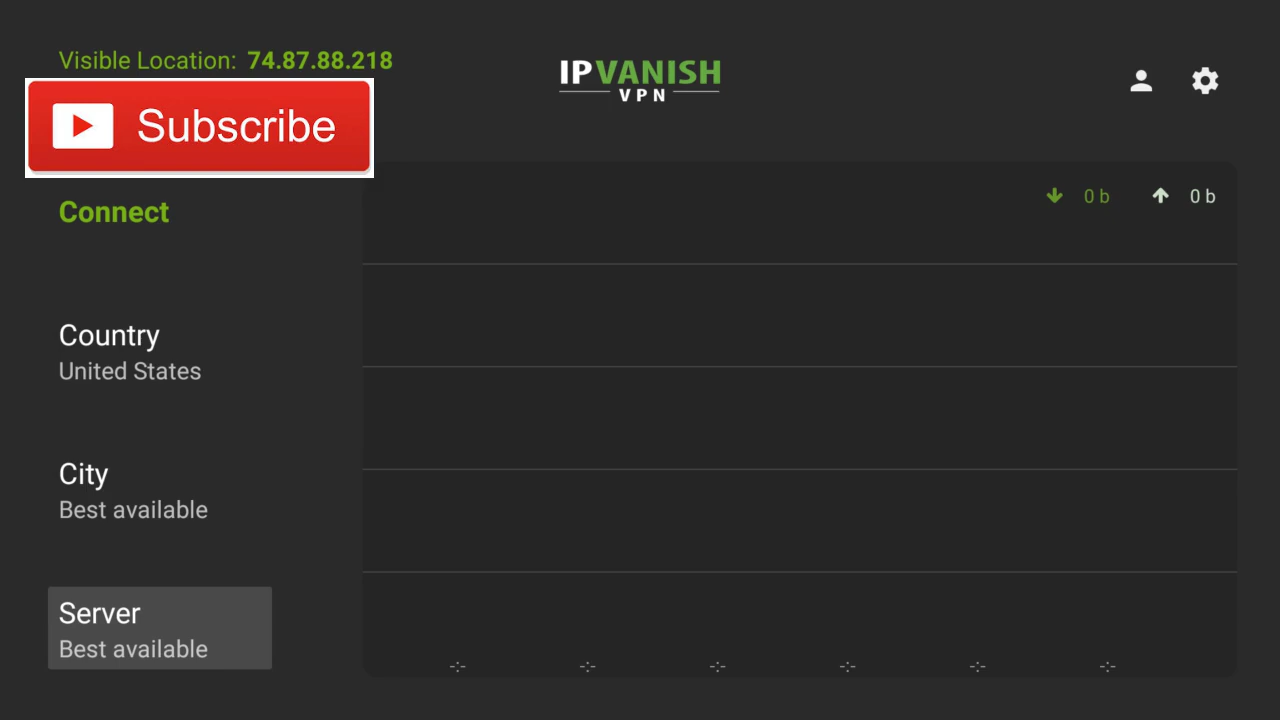 Visible Location: 74.87.88.218
IPVANISH
VPN
Subscribe
Connect
0 b
0 b
Country
United States
City
Best available
Server
Best available
-:-
-:-
-:-
-:-
-:-
-:-